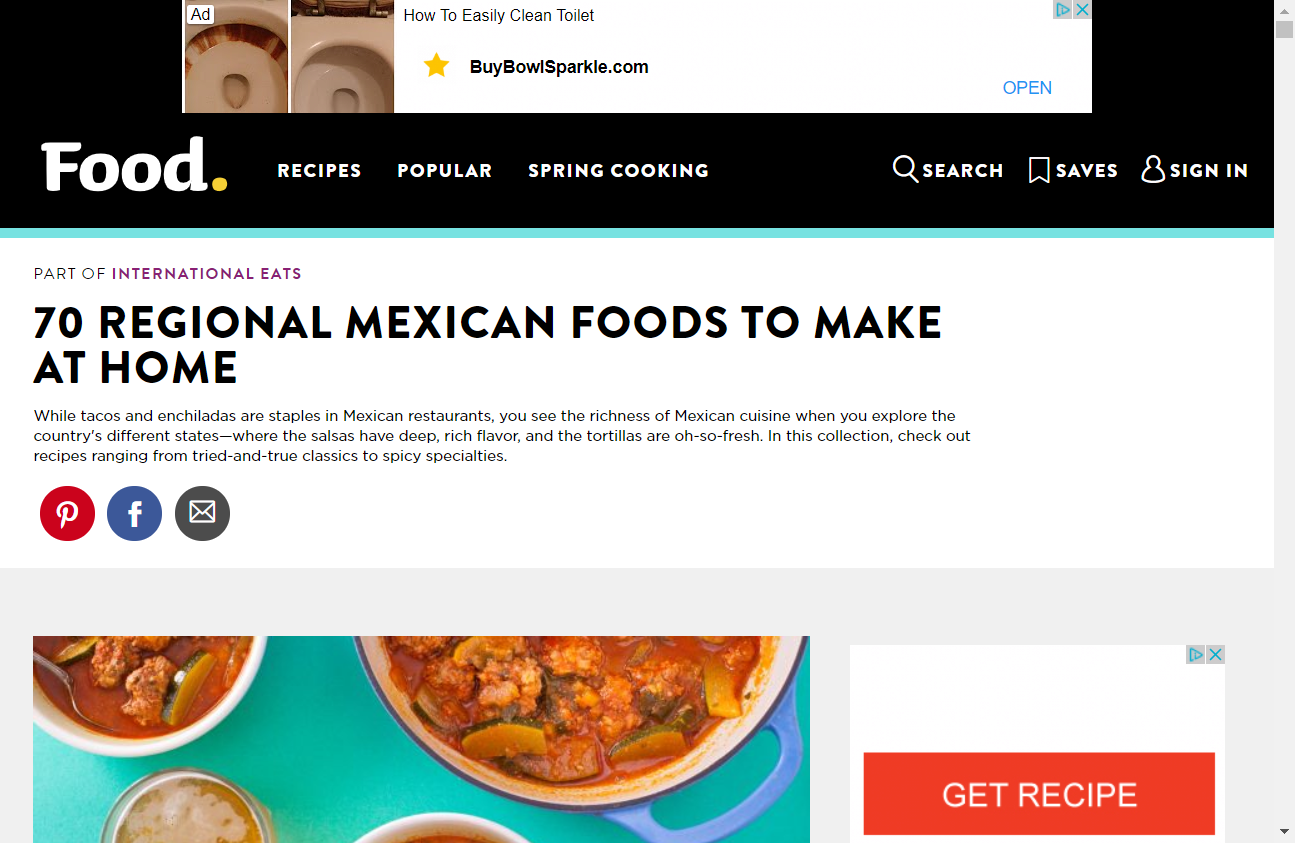 Ad
How To Easily Clean Toilet
BuyBowlSparkle.com
OPEN
Food.
RECIPES
POPULAR
SPRING COOKING
SEARCH
SAVES
SIGN IN
PART OF INTERNATIONAL EATS
70 REGIONAL MEXICAN FOODS TO MAKE
AT HOME
While tacos and enchiladas are staples in Mexican restaurants, you see the richness of Mexican cuisine when you explore the
country's different states—where the salsas have deep, rich flavor, and the tortillas are oh-so-fresh. In this collection, check out
recipes ranging from tried-and-true classics to spicy specialties.
GET RECIPE